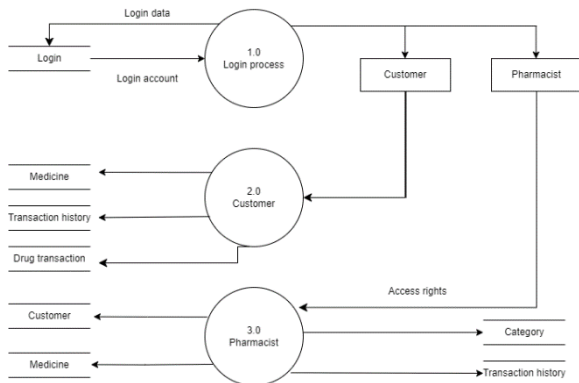 Login data
1.0
Login process
Login
Login account
Customer
Pharmacist
Medicine
2.0
Customer
Transaction history
Drug transaction
Access rights
Customer
3.0
Pharmacist
Category
Medicine
Transaction history